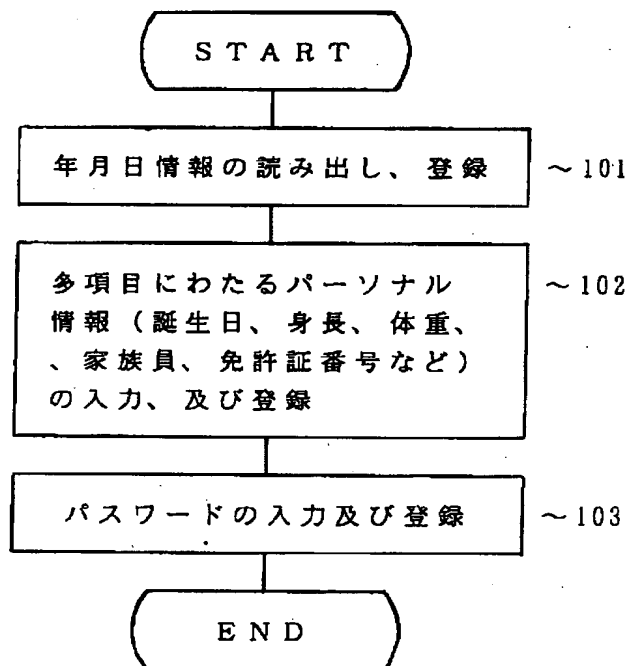 START
年月日情報の読み出し、登録 ～101
多項目にわたるパーソナル ～102
情報（誕生日、身長、体重、
、家族員、免許証番号など）
の入力、及び登録
パスワードの入力及び登録 ～103
END